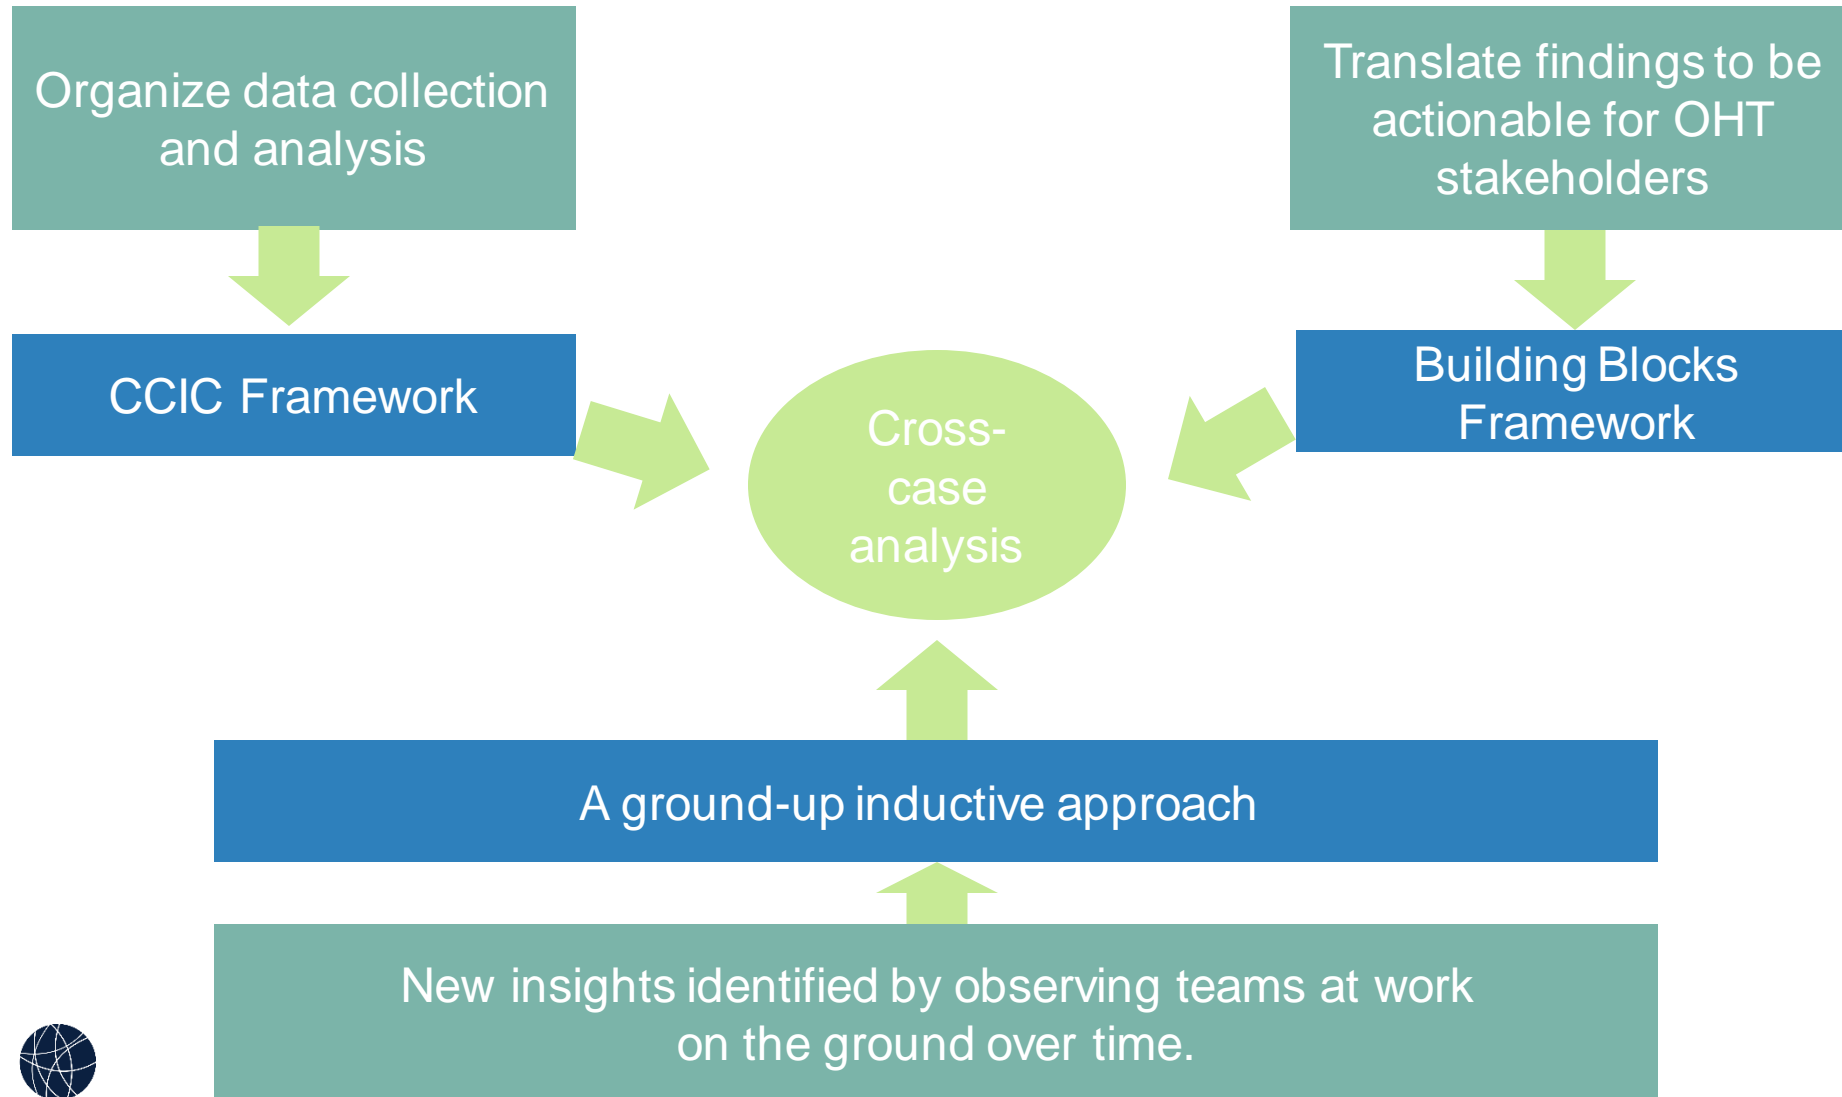 Organize data collection
and analysis
Translate findings to be
actionable for OHT
stakeholders
CCIC Framework
Building Blocks
Framework
Cross-
case
analysis
A ground-up inductive approach
New insights identified by observing teams at work
on the ground over time.